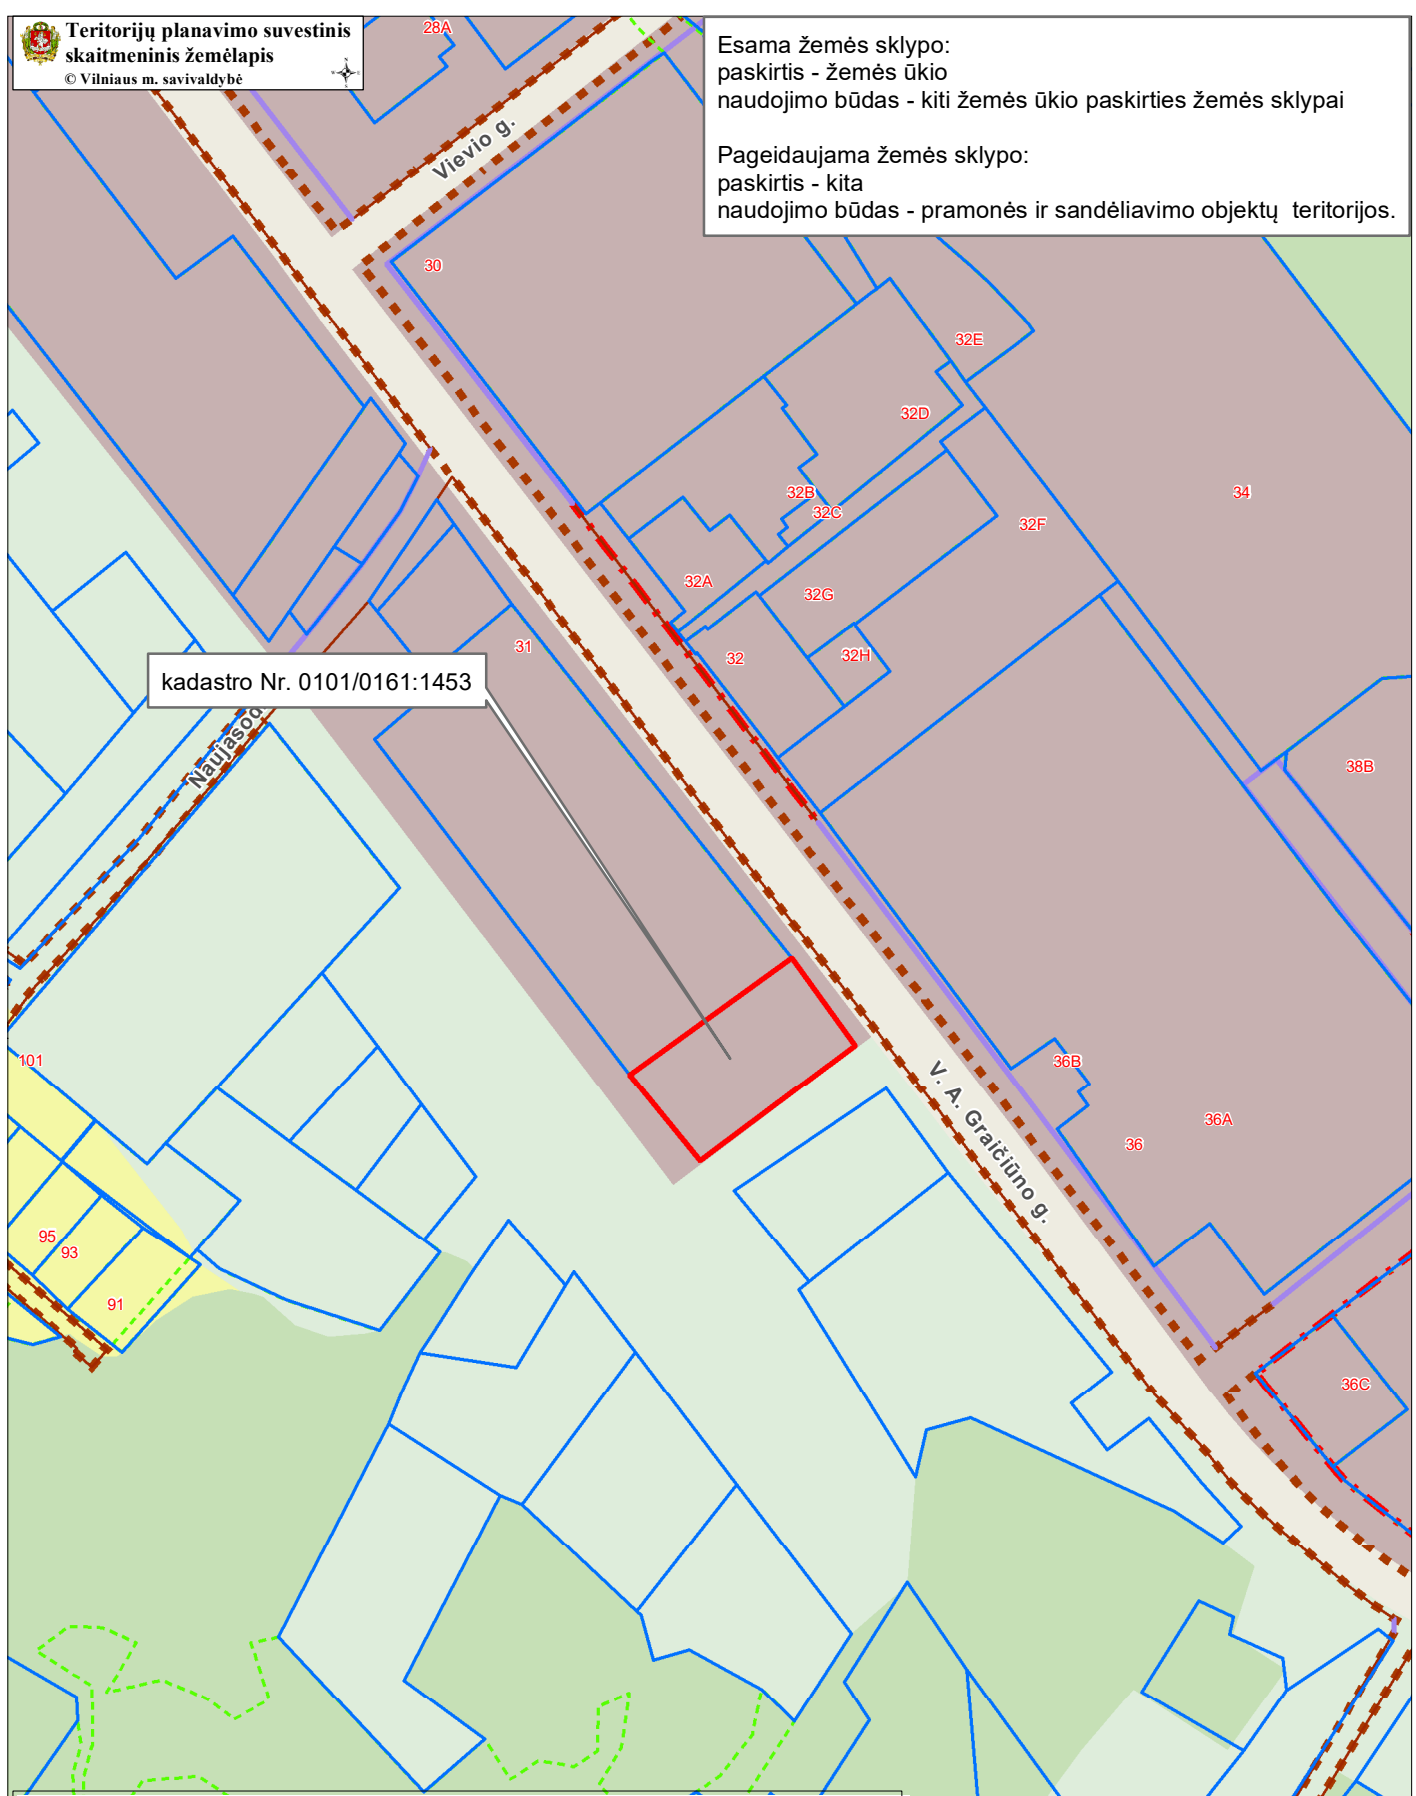 Teritorijų planavimo suvestinis
skaitmeninis žemėlapis
© Vilniaus m. savivaldybė
Esama žemės sklypo:
paskirtis - žemės ūkio
naudojimo būdas - kiti žemės ūkio paskirties žemės sklypai
Pageidaujama žemės sklypo:
paskirtis - kita
naudojimo būdas - pramonės ir sandėliavimo objektų teritorijos.
28A
Vievio g.
30
32E
32D
32B
32C
34
32F
32A
32G
31
32
32H
kadastro Nr. 0101/0161:1453
Naujasod
38B
101
36B
V. A. Graičiūno g.
36A
36
95
93
91
36C